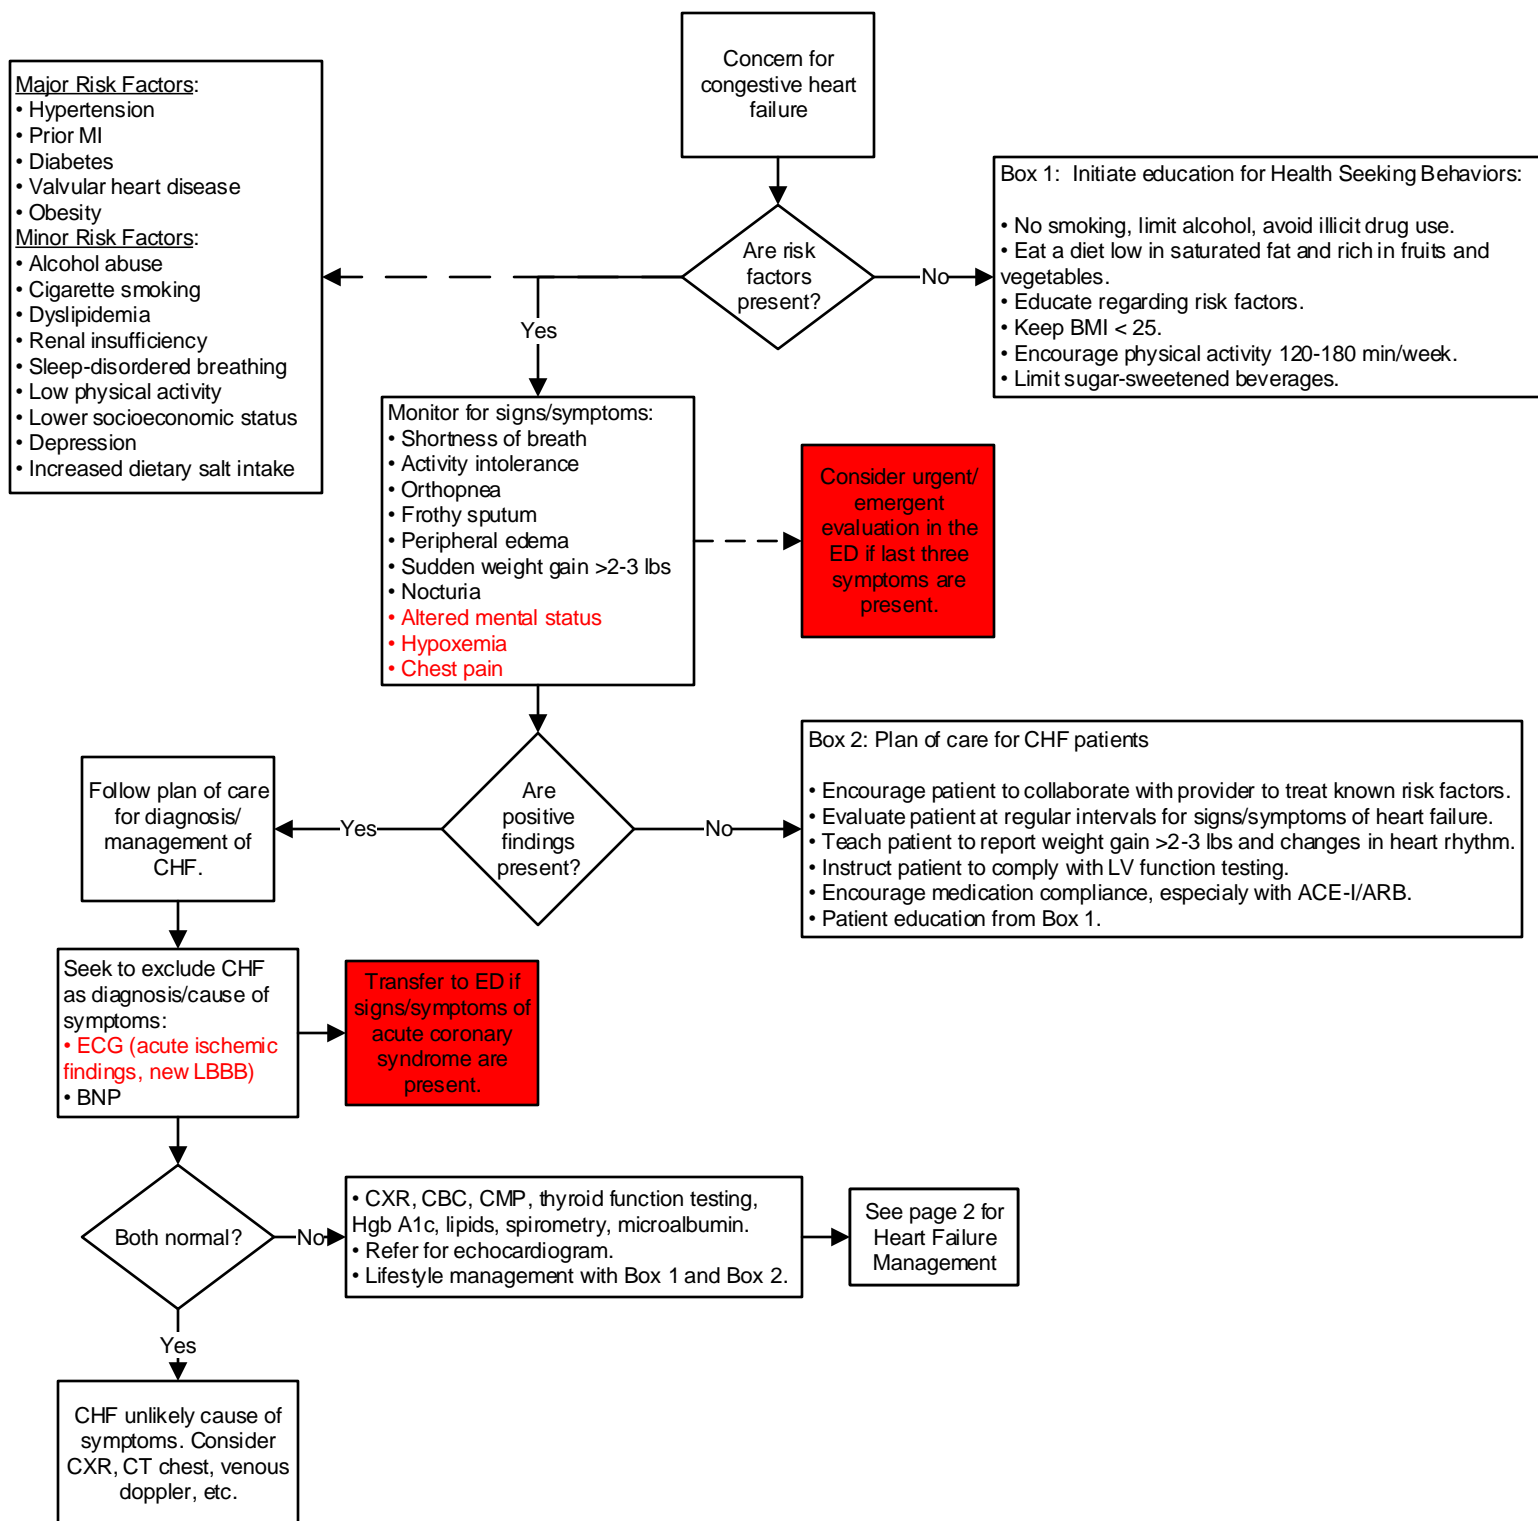 Concern for
congestive heart
failure
Major Risk Factors:
• Hypertension
• Prior MI
• Diabetes
• Valvular heart disease
• Obesity
Minor Risk Factors:
• Alcohol abuse
• Cigarette smoking
• Dyslipidemia
• Renal insufficiency
• Sleep-disordered breathing
• Low physical activity
• Lower socioeconomic status
• Depression
• Increased dietary salt intake
Are risk
factors
present?
No
Yes
Box 1:  Initiate education for Health Seeking Behaviors:
• No smoking, limit alcohol, avoid illicit drug use.
• Eat a diet low in saturated fat and rich in fruits and
vegetables.
• Educate regarding risk factors.
• Keep BMI < 25.
• Encourage physical activity 120-180 min/week.
• Limit sugar-sweetened beverages.
Monitor for signs/symptoms:
• Shortness of breath
• Activity intolerance
• Orthopnea
• Frothy sputum
• Peripheral edema
• Sudden weight gain >2-3 lbs
• Nocturia
• Altered mental status
• Hypoxemia
• Chest pain
Consider urgent/
emergent
evaluation in the
ED if last three
symptoms are
present.
Are
positive
findings
present?
Yes
No
Follow plan of care
for diagnosis/
management of
CHF.
Box 2: Plan of care for CHF patients
• Encourage patient to collaborate with provider to treat known risk factors.
• Evaluate patient at regular intervals for signs/symptoms of heart failure.
• Teach patient to report weight gain >2-3 lbs and changes in heart rhythm.
• Instruct patient to comply with LV function testing.
• Encourage medication compliance, especialy with ACE-I/ARB.
• Patient education from Box 1.
Seek to exclude CHF
as diagnosis/cause of
symptoms:
• ECG (acute ischemic
findings, new LBBB)
• BNP
Transfer to ED if
signs/symptoms of
acute coronary
syndrome are
present.
Both normal?
No
Yes
• CXR, CBC, CMP, thyroid function testing,
Hgb A1c, lipids, spirometry, microalbumin.
• Refer for echocardiogram.
• Lifestyle management with Box 1 and Box 2.
See page 2 for
Heart Failure
Management
CHF unlikely cause of
symptoms. Consider
CXR, CT chest, venous
doppler, etc.